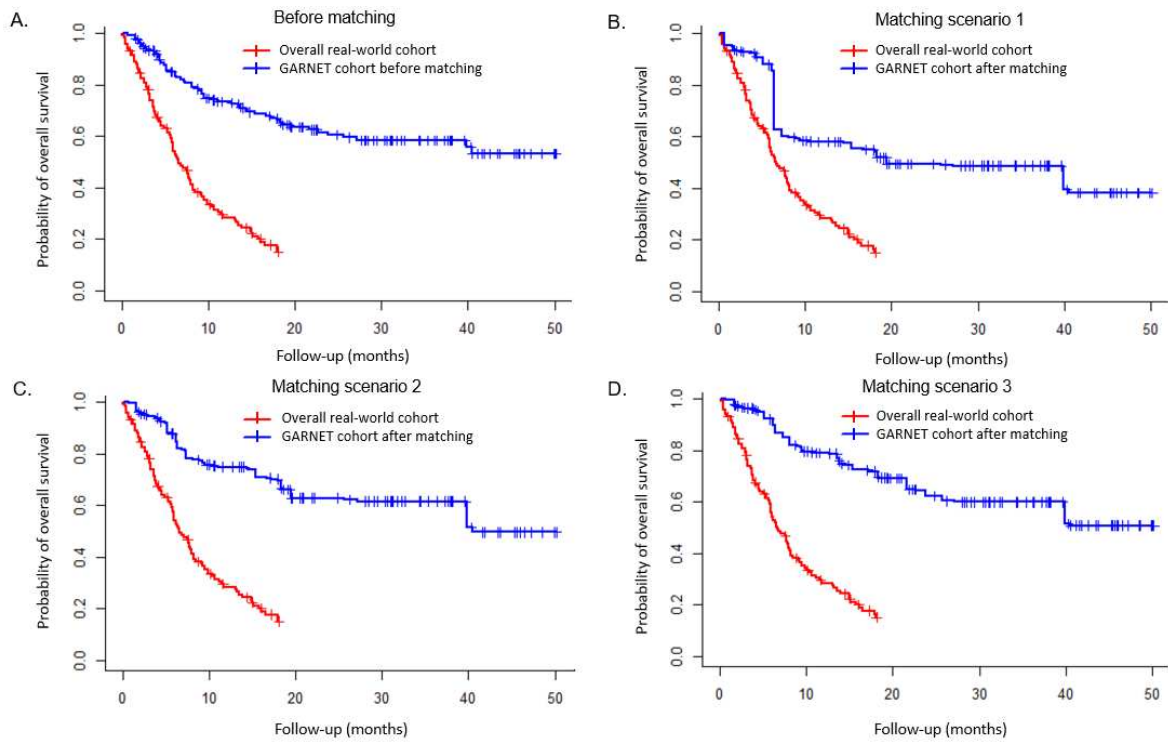 A.
Before matching
Overall real-world cohort
GARNET cohort before matching
Probability of overall survival
1.0
0.8
0.6
0.4
0.2
0.0
0
10
20
30
40
50
Follow-up (months)
B.
Matching scenario 1
Overall real-world cohort
GARNET cohort after matching
Probability of overall survival
1.0
0.8
0.6
0.4
0.2
0.0
0
10
20
30
40
50
Follow-up (months)
C.
Matching scenario 2
Overall real-world cohort
GARNET cohort after matching
Probability of overall survival
1.0
0.8
0.6
0.4
0.2
0.0
0
10
20
30
40
50
Follow-up (months)
D.
Matching scenario 3
Overall real-world cohort
GARNET cohort after matching
Probability of overall survival
1.0
0.8
0.6
0.4
0.2
0.0
0
10
20
30
40
50
Follow-up (months)